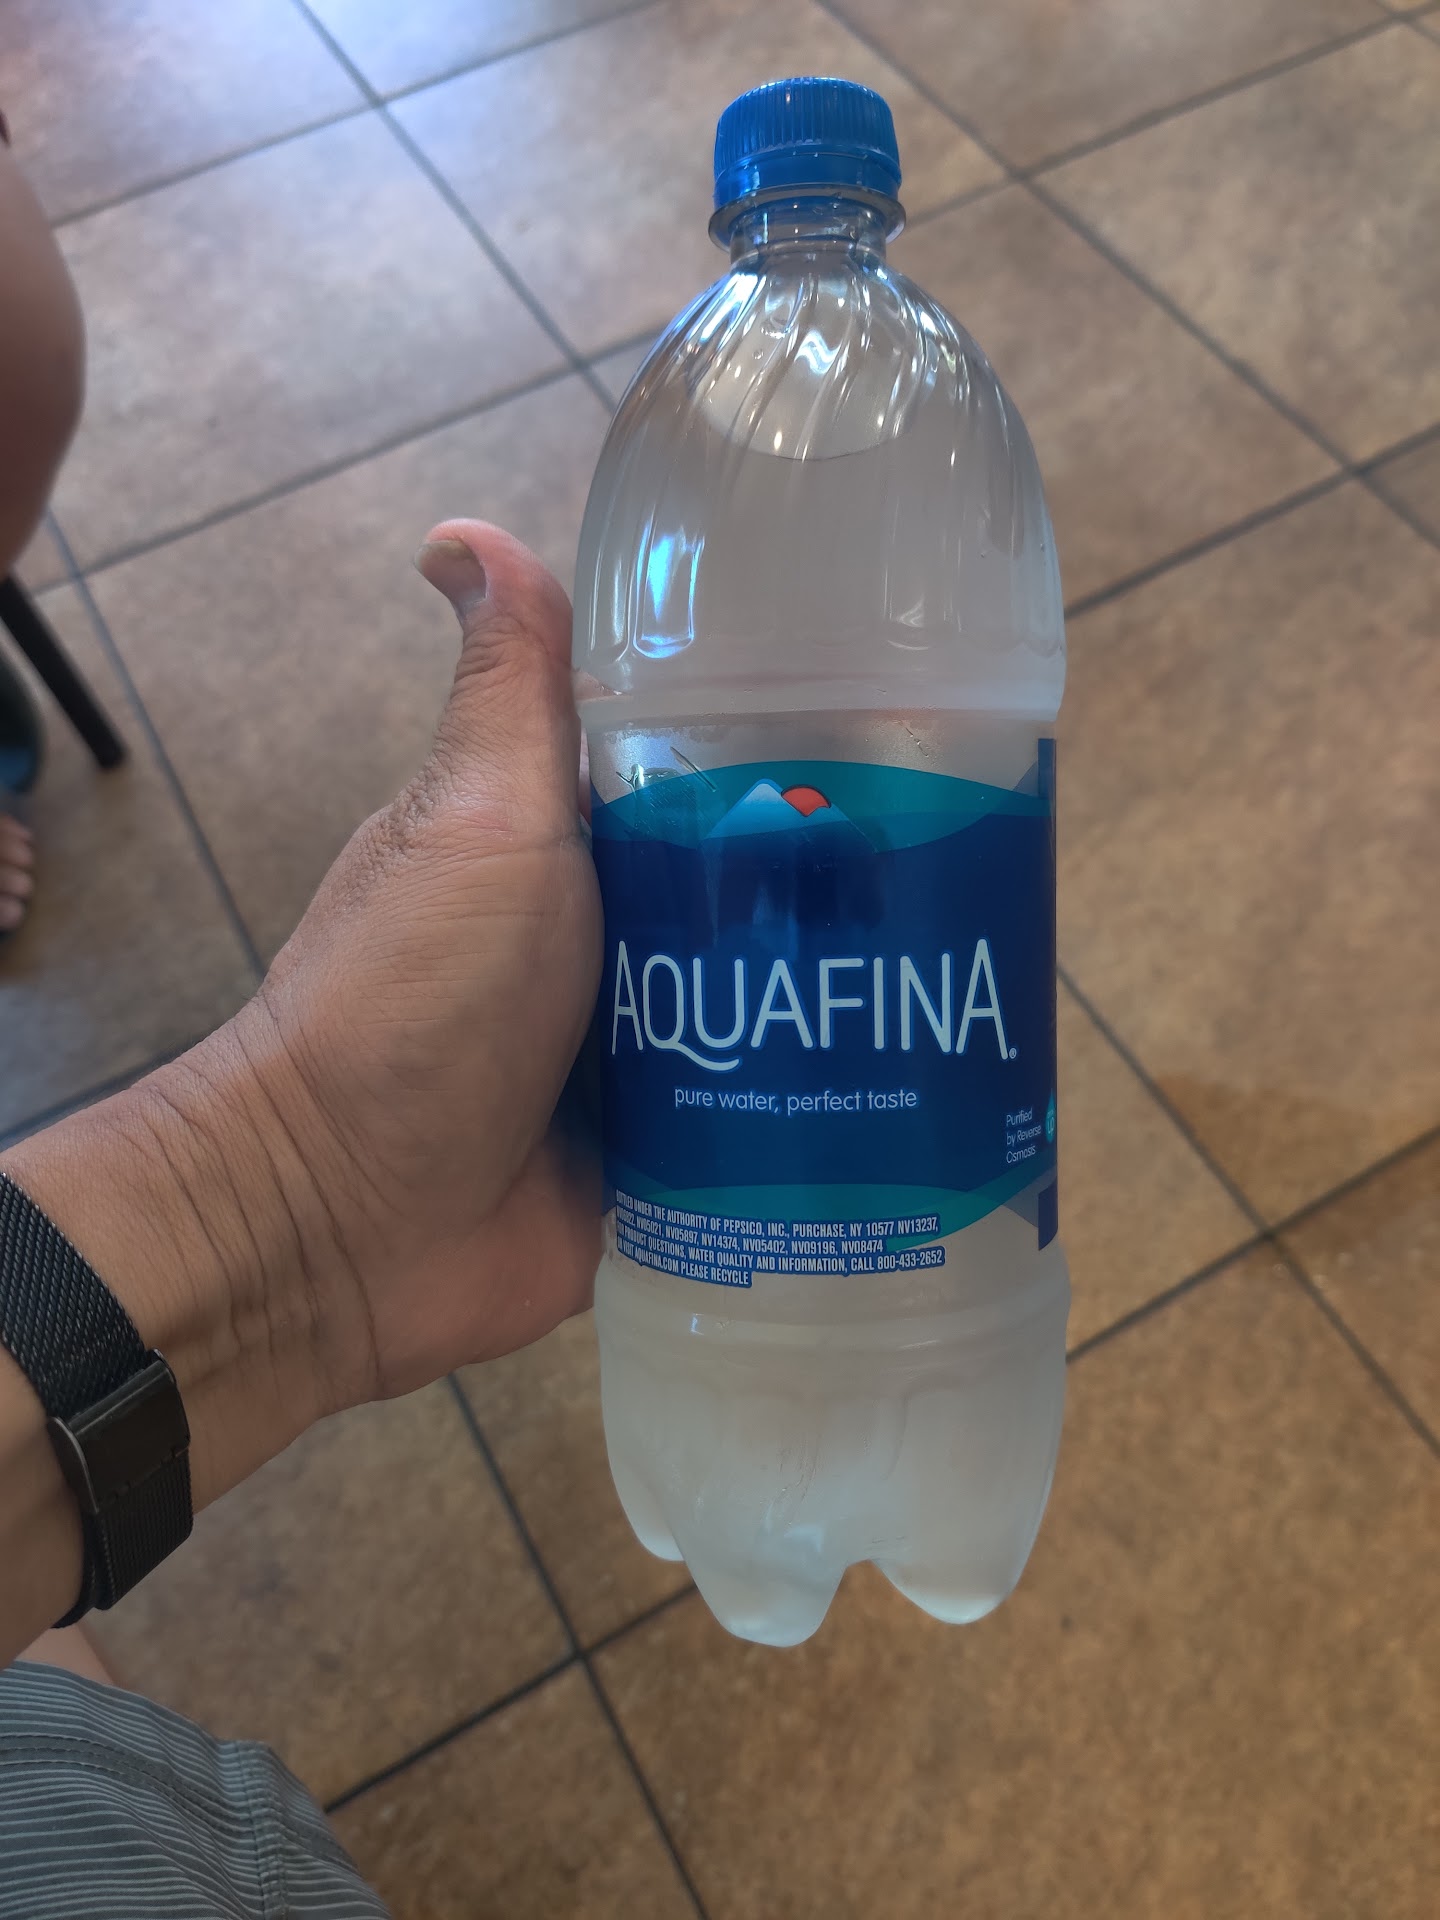 AQUAFINA®
pure water, perfect taste
Purified
by Reverse
Osmosis
BOTTLED UNDER THE AUTHORITY OF PEPSICO, INC., PURCHASE, NY 10577 NV13237,
NV05021, NV05897, NV14374, NV05402, NV09196, NV08474
PRODUCT QUESTIONS, WATER QUALITY AND INFORMATION, CALL 800-433-2652
OR VISIT AQUAFINA.COM PLEASE RECYCLE